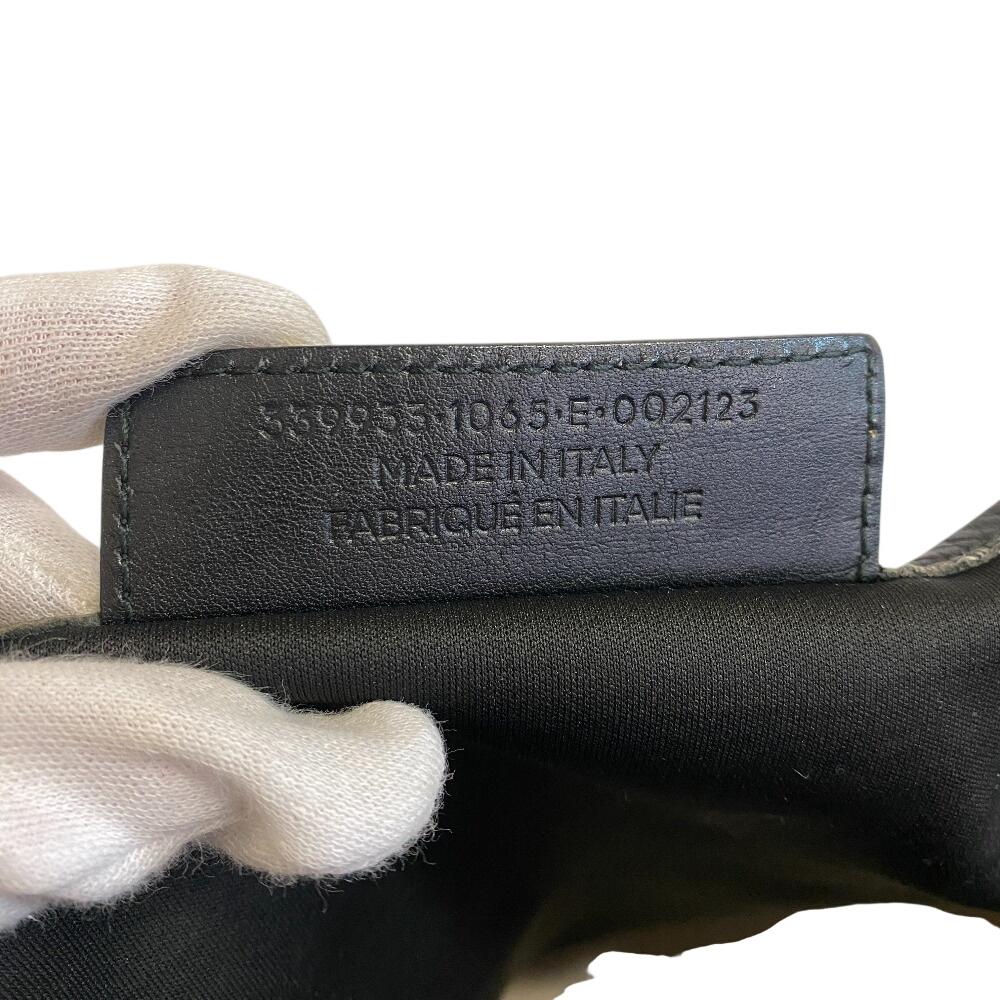 339933·1065·E·002123
MADE IN ITALY
FABRIQUÉ EN ITALIE